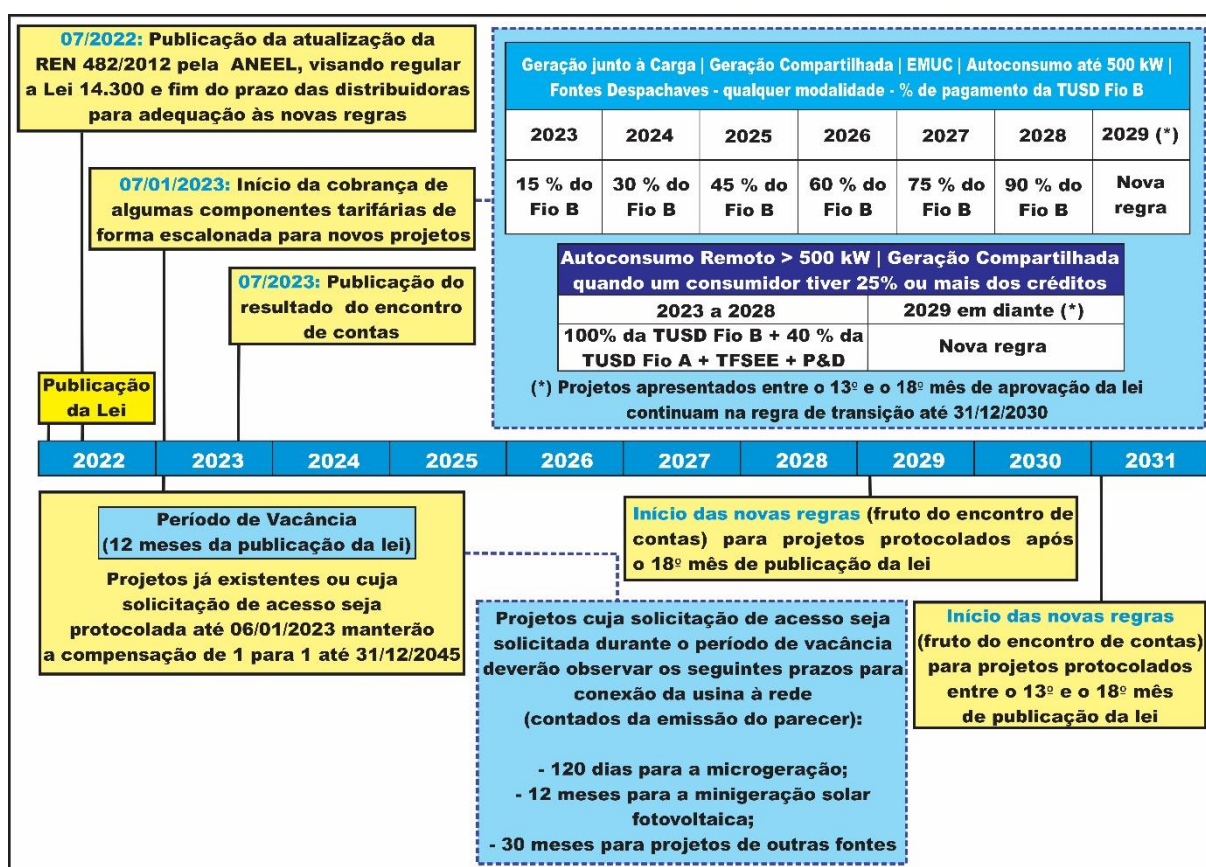 07/2022: Publicação da atualização da
REN 482/2012 pela ANEEL, visando regular
a Lei 14.300 e fim do prazo das distribuidoras
para adequação às novas regras
07/01/2023: Início da cobrança de
algumas componentes tarifárias de
forma escalonada para novos projetos
07/2023: Publicação do
resultado do encontro
de contas
Publicação
da Lei
Geração junto à Carga | Geração Compartilhada | EMUC | Autoconsumo até 500 kW |
Fontes Despachaves - qualquer modalidade - % de pagamento da TUSD Fio B
2023 2024 2025 2026 2027 2028 2029 (*)
15 % do 30 % do 45 % do 60 % do 75 % do 90 % do Nova
Fio B Fio B Fio B Fio B Fio B Fio B regra
Autoconsumo Remoto > 500 kW | Geração Compartilhada
quando um consumidor tiver 25% ou mais dos créditos
2023 a 2028 2029 em diante (*)
100% da TUSD Fio B + 40 % da
TUSD Fio A + TFSEE + P&D
Nova regra
(*) Projetos apresentados entre o 13º e o 18º mês de aprovação da lei
continuam na regra de transição até 31/12/2030
2022 2023 2024 2025 2026 2027 2028 2029 2030 2031
Período de Vacância
(12 meses da publicação da lei)
Projetos já existentes ou cuja
solicitação de acesso seja
protocolada até 06/01/2023 manterão
a compensação de 1 para 1 até 31/12/2045
Projetos cuja solicitação de acesso seja
solicitada durante o período de vacância
deverão observar os seguintes prazos para
conexão da usina à rede
(contados da emissão do parecer):
- 120 dias para a microgeração;
- 12 meses para a minigeração solar
fotovoltaica;
- 30 meses para projetos de outras fontes
Início das novas regras (fruto do encontro de
contas) para projetos protocolados após
o 18º mês de publicação da lei
Início das novas regras
(fruto do encontro de contas)
para projetos protocolados
entre o 13º e o 18º mês
de publicação da lei